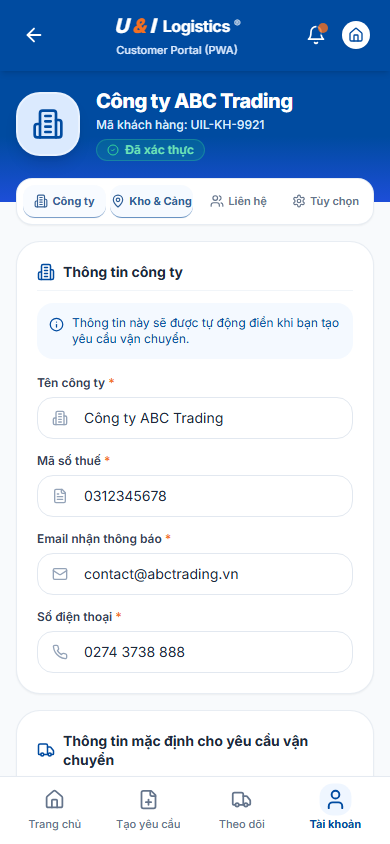 U & I Logistics ®
Customer Portal (PWA)
Công ty ABC Trading
Mã khách hàng: UIL-KH-9921
Đã xác thực
Công ty
Kho & Cảng
Liên hệ
Tùy chọn
Thông tin công ty
Thông tin này sẽ được tự động điền khi bạn tạo
yêu cầu vận chuyển.
Tên công ty *
Công ty ABC Trading
Mã số thuế *
0312345678
Email nhận thông báo *
contact@abctrading.vn
Số điện thoại *
0274 3738 888
Thông tin mặc định cho yêu cầu vận
chuyển
Trang chủ
Tạo yêu cầu
Theo dõi
Tài khoản